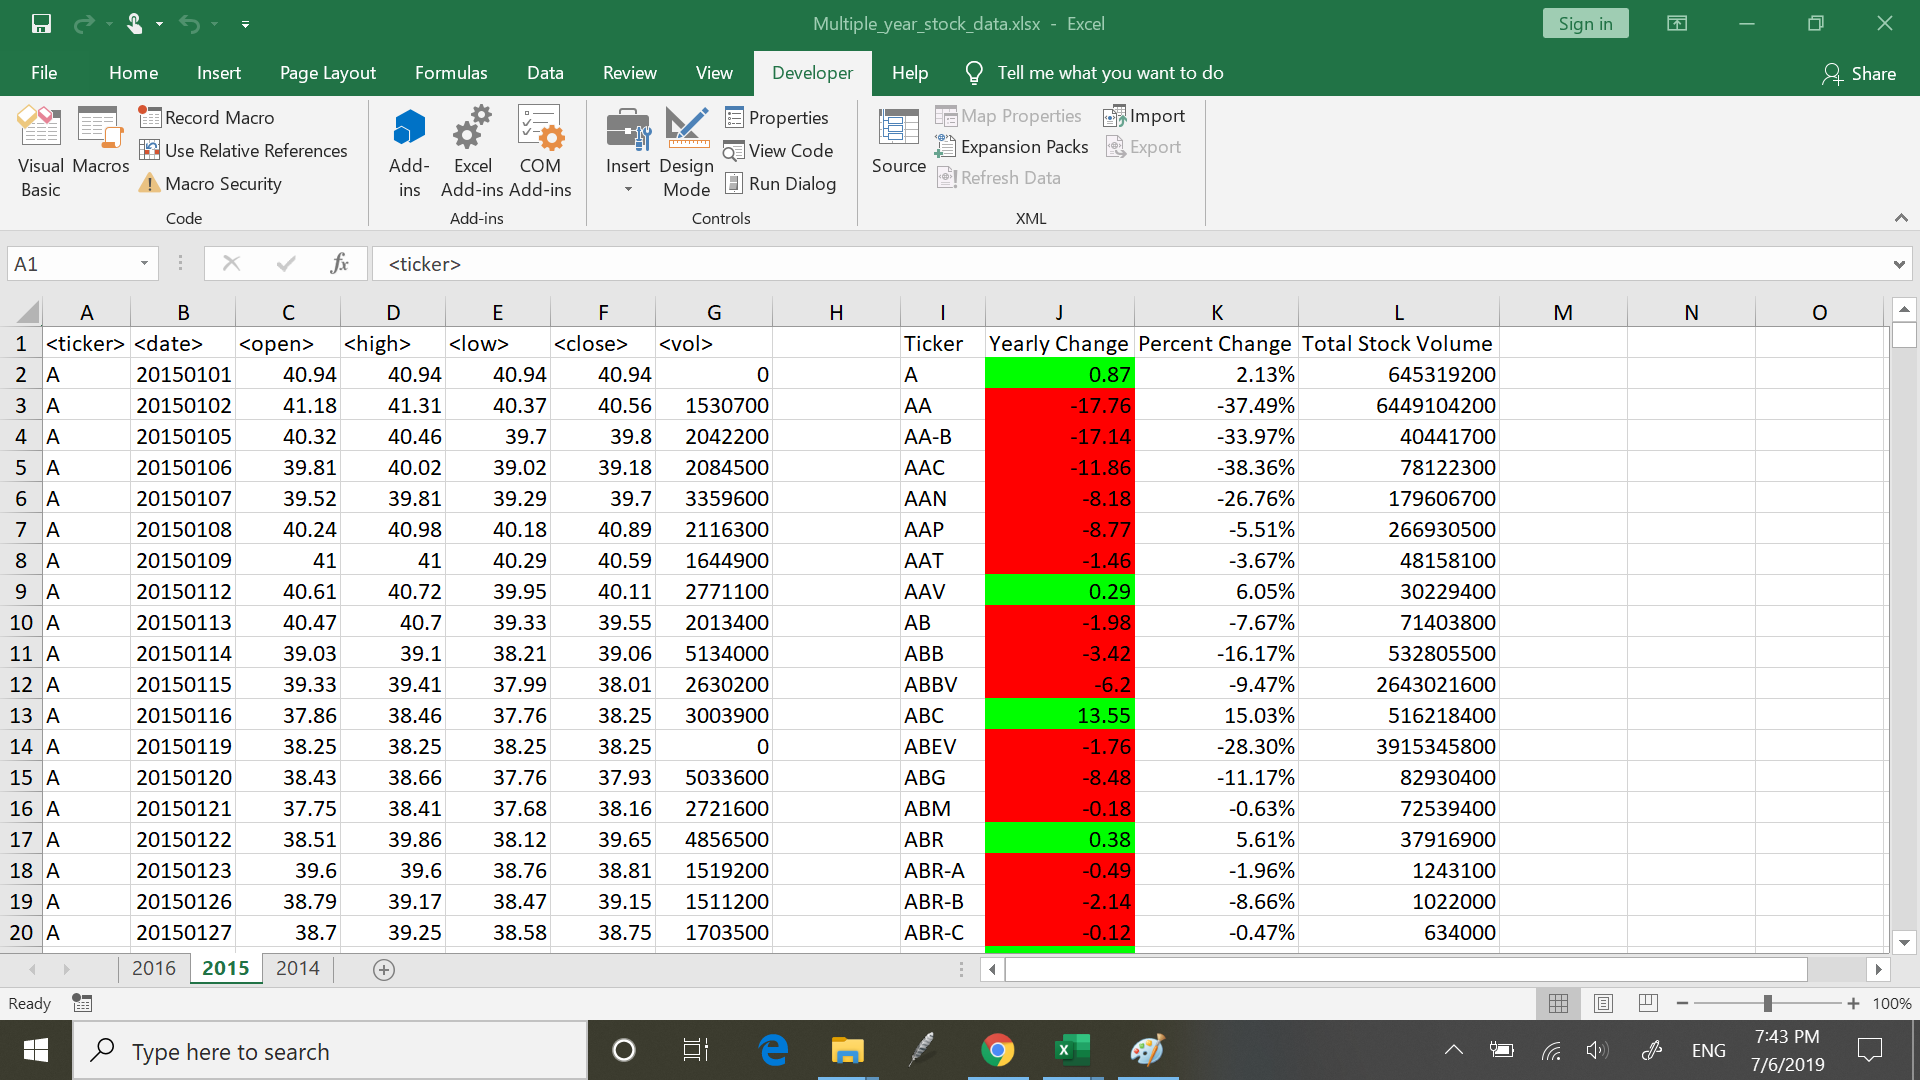 Multiple_year_stock_data.xlsx - Excel
Sign in
File Home Insert Page Layout Formulas Data Review View Developer Help Tell me what you want to do Share
Visual Basic
Macros
Record Macro
Use Relative References
Macro Security
Code
Add-ins
Excel Add-ins
COM Add-ins
Add-ins
Insert
Design Mode
Properties
View Code
Run Dialog
Controls
Source
Map Properties
Expansion Packs
Refresh Data
Import
Export
XML
A1 fx <ticker>
A B C D E F G H I J K L M N O
1 <ticker> <date> <open> <high> <low> <close> <vol> Ticker Yearly Change Percent Change Total Stock Volume
2 A 20150101 40.94 40.94 40.94 40.94 0 A 0.87 2.13% 645319200
3 A 20150102 41.18 41.31 40.37 40.56 1530700 AA -17.76 -37.49% 6449104200
4 A 20150105 40.32 40.46 39.7 39.8 2042200 AA-B -17.14 -33.97% 40441700
5 A 20150106 39.81 40.02 39.02 39.18 2084500 AAC -11.86 -38.36% 78122300
6 A 20150107 39.52 39.81 39.29 39.7 3359600 AAN -8.18 -26.76% 179606700
7 A 20150108 40.24 40.98 40.18 40.89 2116300 AAP -8.77 -5.51% 266930500
8 A 20150109 41 41 40.29 40.59 1644900 AAT -1.46 -3.67% 48158100
9 A 20150112 40.61 40.72 39.95 40.11 2771100 AAV 0.29 6.05% 30229400
10 A 20150113 40.47 40.7 39.33 39.55 2013400 AB -1.98 -7.67% 71403800
11 A 20150114 39.03 39.1 38.21 39.06 5134000 ABB -3.42 -16.17% 532805500
12 A 20150115 39.33 39.41 37.99 38.01 2630200 ABBV -6.2 -9.47% 2643021600
13 A 20150116 37.86 38.46 37.76 38.25 3003900 ABC 13.55 15.03% 516218400
14 A 20150119 38.25 38.25 38.25 38.25 0 ABEV -1.76 -28.30% 3915345800
15 A 20150120 38.43 38.66 37.76 37.93 5033600 ABG -8.48 -11.17% 82930400
16 A 20150121 37.75 38.41 37.68 38.16 2721600 ABM -0.18 -0.63% 72539400
17 A 20150122 38.51 39.86 38.12 39.65 4856500 ABR 0.38 5.61% 37916900
18 A 20150123 39.6 39.6 38.76 38.81 1519200 ABR-A -0.49 -1.96% 1243100
19 A 20150126 38.79 39.17 38.47 39.15 1511200 ABR-B -2.14 -8.66% 1022000
20 A 20150127 38.7 39.25 38.58 38.75 1703500 ABR-C -0.12 -0.47% 634000
2016 2015 2014
Ready 100%
Type here to search
ENG
7:43 PM
7/6/2019